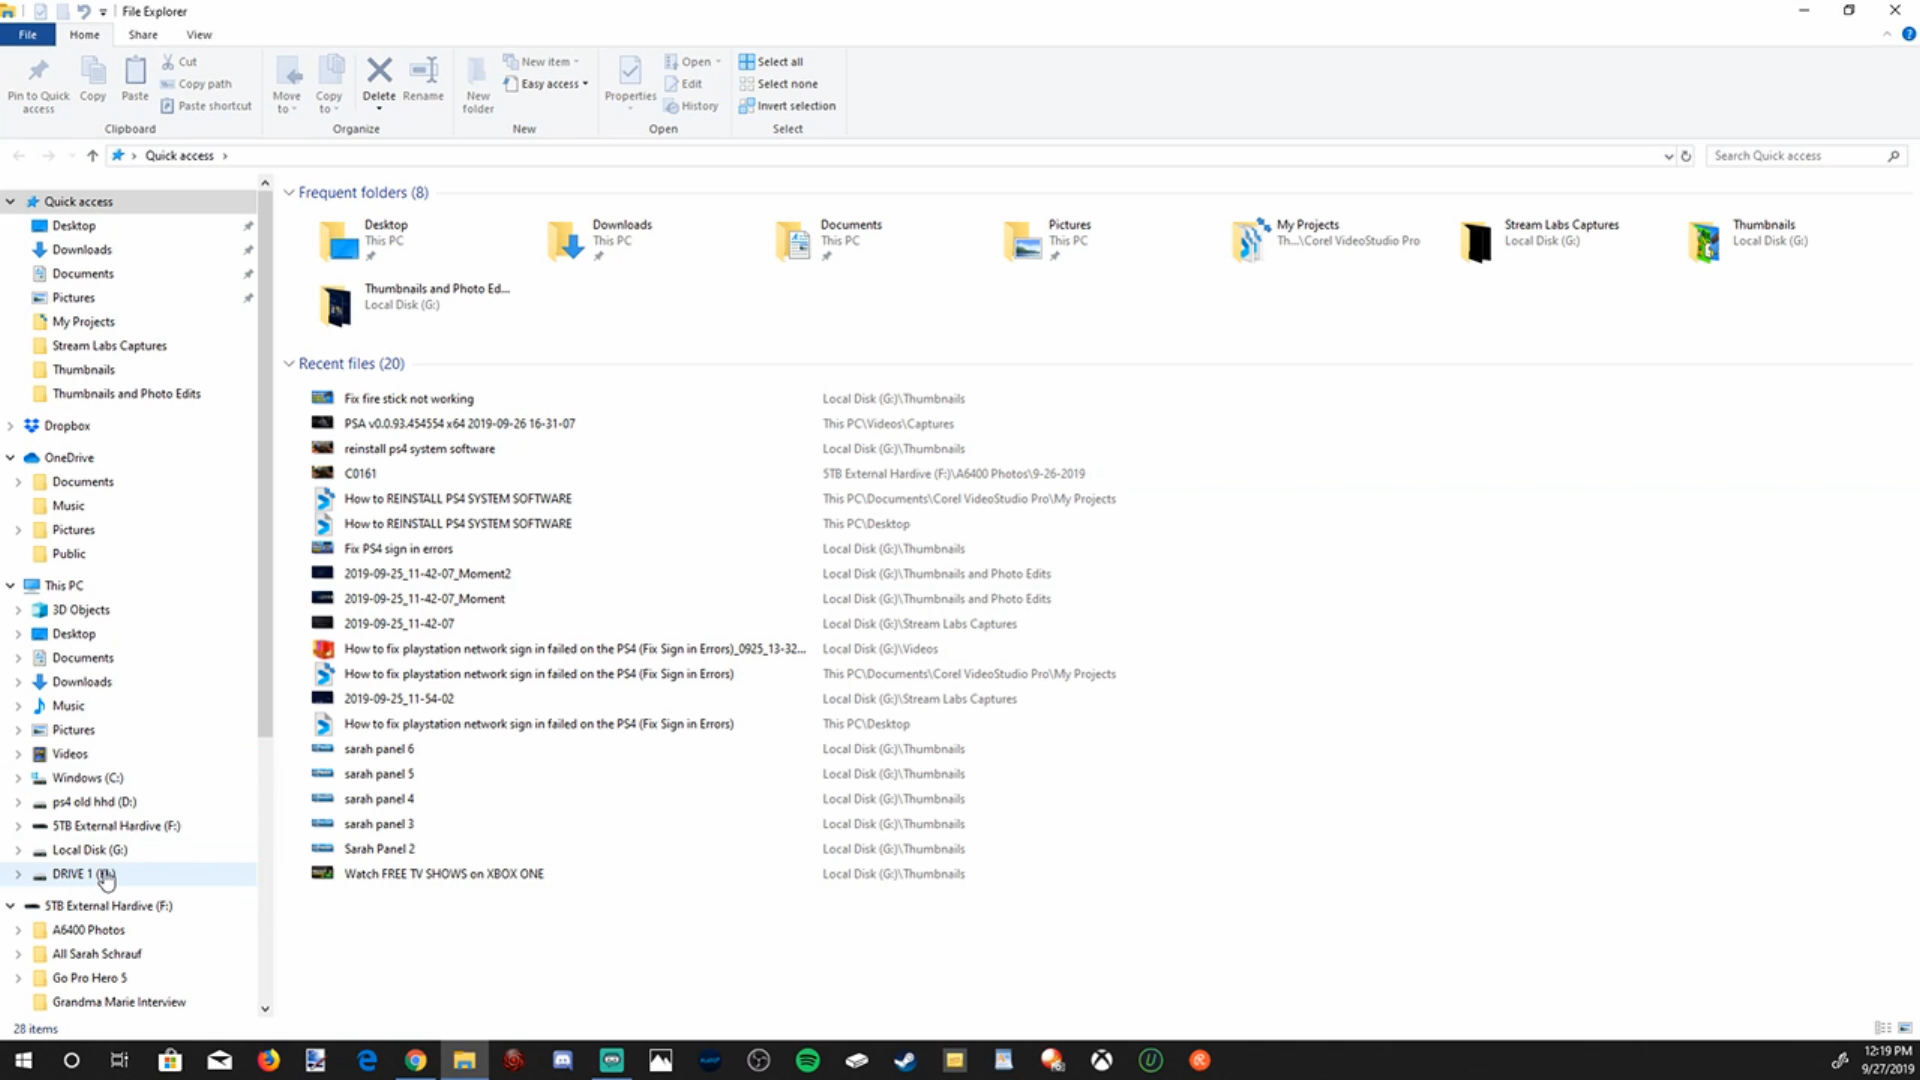 File Explorer
File
Home
Share
View
Pin to Quick access
Copy
Paste
Cut
Copy path
Paste shortcut
Clipboard
Move to
Copy to
Delete
Rename
Organize
New folder
New item
Easy access
New
Properties
Open
Edit
History
Open
Select all
Select none
Invert selection
Select
Quick access
Search Quick access
Quick access
Desktop
Downloads
Documents
Pictures
My Projects
Stream Labs Captures
Thumbnails
Thumbnails and Photo Edits
Dropbox
OneDrive
Documents
Music
Pictures
Public
This PC
3D Objects
Desktop
Documents
Downloads
Music
Pictures
Videos
Windows (C:)
ps4 old hhd (D:)
5TB External Hardive (F:)
Local Disk (G:)
DRIVE 1
5TB External Hardive (F:)
A6400 Photos
All Sarah Schrauf
Go Pro Hero 5
Grandma Marie Interview
28 items
Frequent folders (8)
Desktop
This PC
Downloads
This PC
Documents
This PC
Pictures
This PC
My Projects
Th...\Corel VideoStudio Pro
Stream Labs Captures
Local Disk (G:)
Thumbnails
Local Disk (G:)
Thumbnails and Photo Ed...
Local Disk (G:)
Recent files (20)
Fix fire stick not working Local Disk (G:)\Thumbnails
PSA v0.0.93.454554 x64 2019-09-26 16-31-07 This PC\Videos\Captures
reinstall ps4 system software Local Disk (G:)\Thumbnails
C0161 5TB External Hardive (F:)\A6400 Photos\9-26-2019
How to REINSTALL PS4 SYSTEM SOFTWARE This PC\Documents\Corel VideoStudio Pro\My Projects
How to REINSTALL PS4 SYSTEM SOFTWARE This PC\Desktop
Fix PS4 sign in errors Local Disk (G:)\Thumbnails
2019-09-25_11-42-07_Moment2 Local Disk (G:)\Thumbnails and Photo Edits
2019-09-25_11-42-07_Moment Local Disk (G:)\Thumbnails and Photo Edits
2019-09-25_11-42-07 Local Disk (G:)\Stream Labs Captures
How to fix playstation network sign in failed on the PS4 (Fix Sign in Errors)_0925_13-32... Local Disk (G:)\Videos
How to fix playstation network sign in failed on the PS4 (Fix Sign in Errors) This PC\Documents\Corel VideoStudio Pro\My Projects
2019-09-25_11-54-02 Local Disk (G:)\Stream Labs Captures
How to fix playstation network sign in failed on the PS4 (Fix Sign in Errors) This PC\Desktop
sarah panel 6 Local Disk (G:)\Thumbnails
sarah panel 5 Local Disk (G:)\Thumbnails
sarah panel 4 Local Disk (G:)\Thumbnails
sarah panel 3 Local Disk (G:)\Thumbnails
Sarah Panel 2 Local Disk (G:)\Thumbnails
Watch FREE TV SHOWS on XBOX ONE Local Disk (G:)\Thumbnails
12:19 PM
9/27/2019